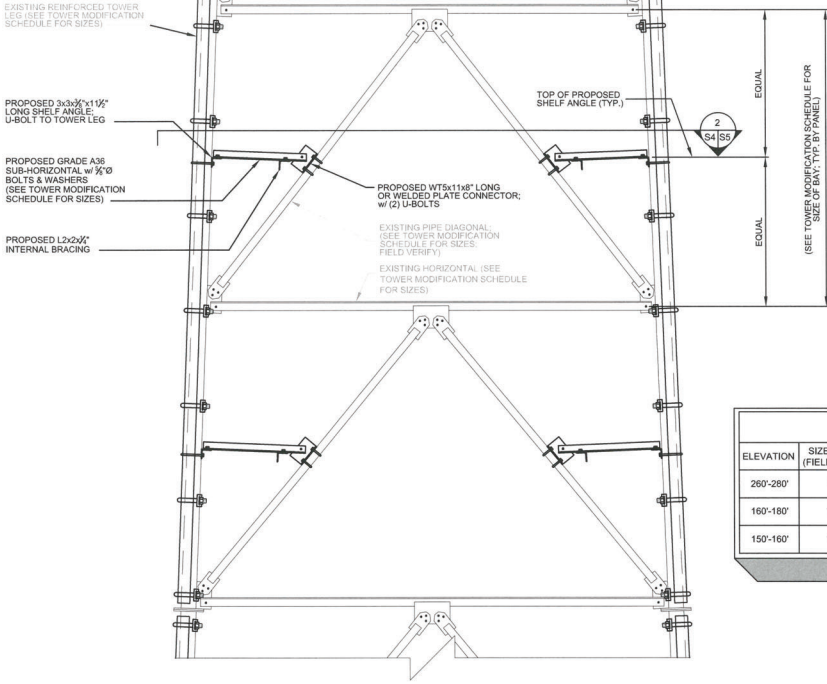 EXISTING REINFORCED TOWER
LEG (SEE TOWER MODIFICATION
SCHEDULE FOR SIZES)
PROPOSED 3x3x⅜"x11½"
LONG SHELF ANGLE;
U-BOLT TO TOWER LEG
PROPOSED GRADE A36
SUB-HORIZONTAL w/ ⅝"Ø
BOLTS & WASHERS
(SEE TOWER MODIFICATION
SCHEDULE FOR SIZES)
PROPOSED L2x2x¼"
INTERNAL BRACING
PROPOSED WT5x11x8" LONG
OR WELDED PLATE CONNECTOR;
w/ (2) U-BOLTS
EXISTING PIPE DIAGONAL;
(SEE TOWER MODIFICATION
SCHEDULE FOR SIZES;
FIELD VERIFY)
EXISTING HORIZONTAL (SEE
TOWER MODIFICATION SCHEDULE
FOR SIZES)
TOP OF PROPOSED
SHELF ANGLE (TYP.)
2
S4 S5
EQUAL
EQUAL
(SEE TOWER MODIFICATION SCHEDULE FOR
SIZE OF BAY; TYP. BY PANEL)
ELEVATION
SIZE
(FIEL
260'-280'
160'-180'
150'-160'